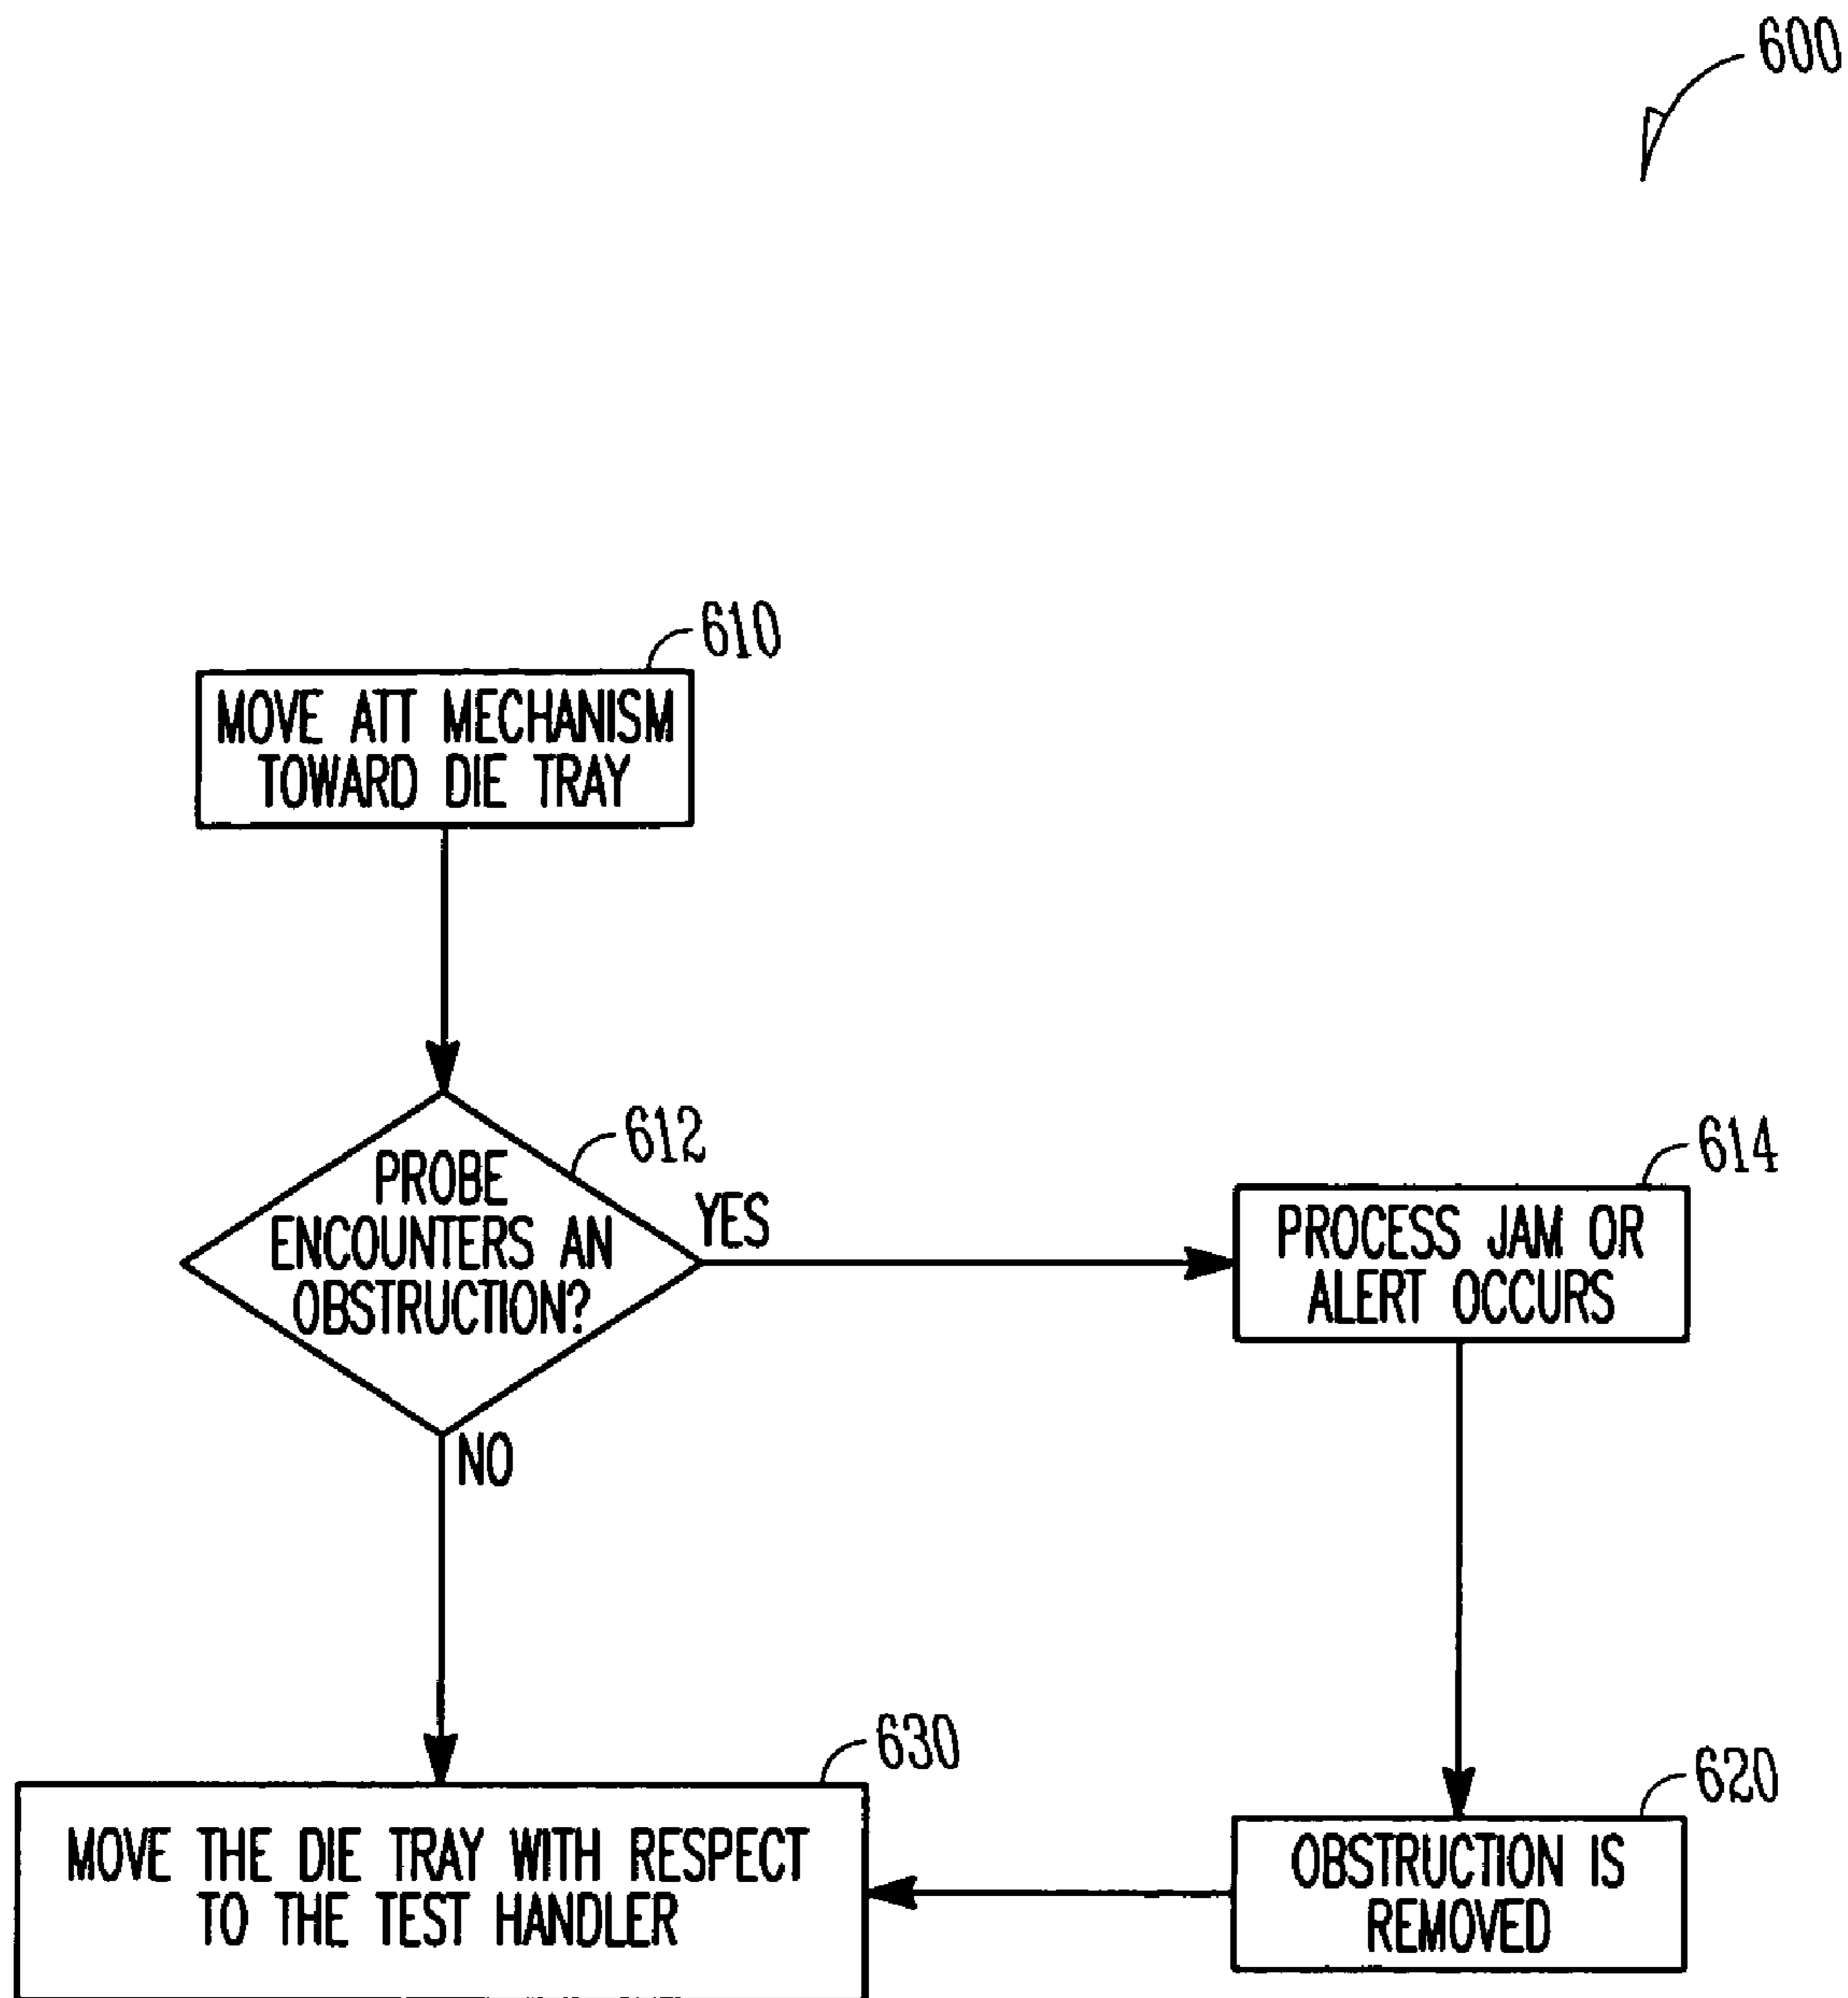 600
610
MOVE ATT MECHANISM
TOWARD DIE TRAY
612
PROBE
ENCOUNTERS AN
OBSTRUCTION?
YES
614
PROCESS JAM OR
ALERT OCCURS
NO
630
MOVE THE DIE TRAY WITH RESPECT
TO THE TEST HANDLER
620
OBSTRUCTION IS
REMOVED